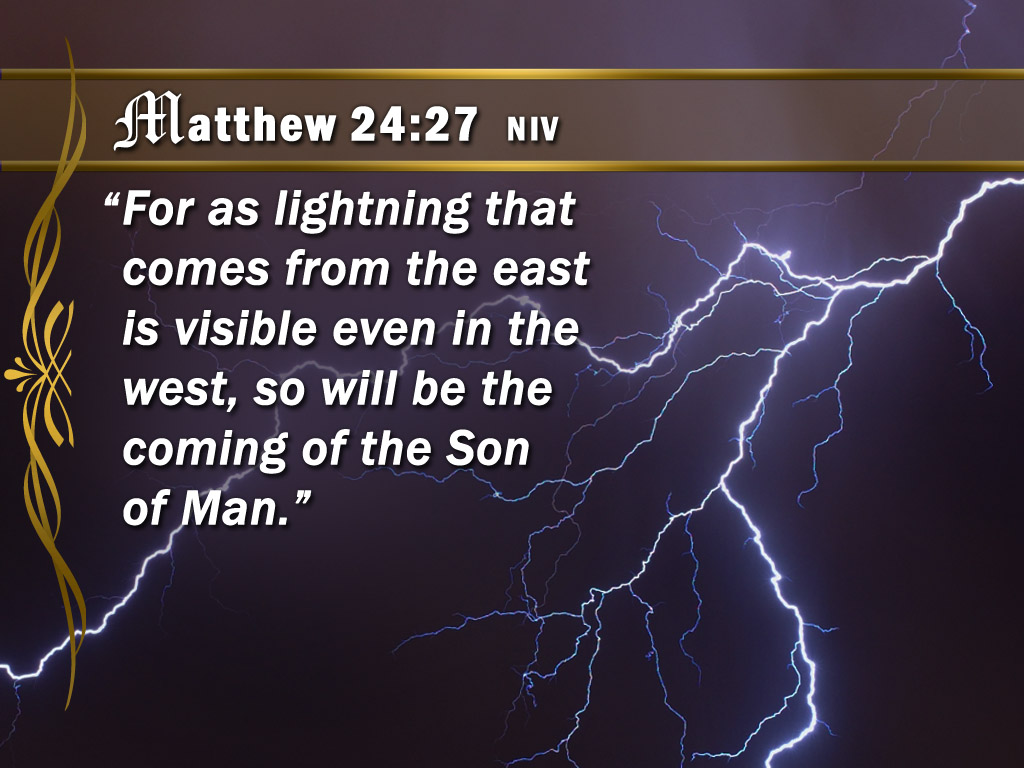 Matthew 24:27 NIV
“For as lightning that
comes from the east
is visible even in the
west, so will be the
coming of the Son
of Man.”